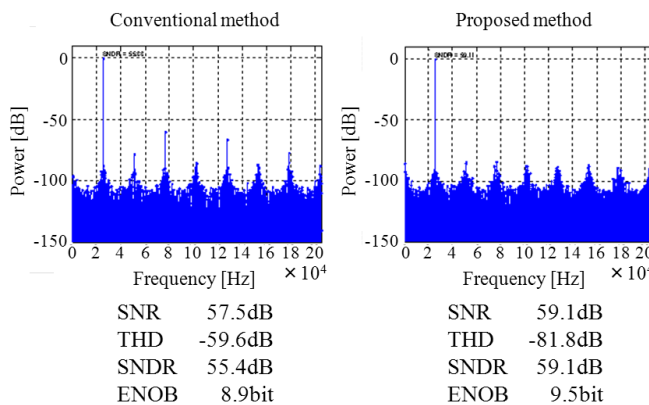 Conventional method
Proposed method
0
-50
-100
-150
Power [dB]
0 2 4 6 8 10 12 14 16 18 20
Frequency [Hz]
× 10⁴
0
-50
-100
-150
Power [dB]
0 2 4 6 8 10 12 14 16 18 20
Frequency [Hz]
× 10⁴
SNR 57.5dB
THD -59.6dB
SNDR 55.4dB
ENOB 8.9bit
SNR 59.1dB
THD -81.8dB
SNDR 59.1dB
ENOB 9.5bit